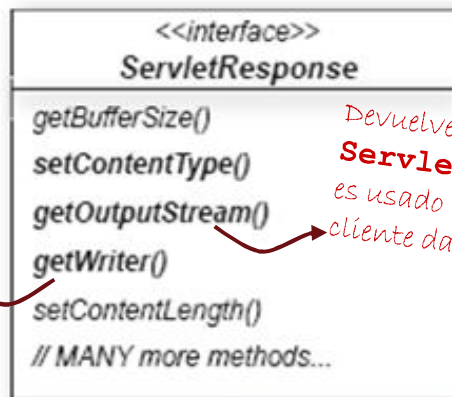 <<interface>>
ServletResponse
getBufferSize()
setContentType()
getOutputStream()
getWriter()
setContentLength()
// MANY more methods...
Devuelve
Servle
es usado
cliente da